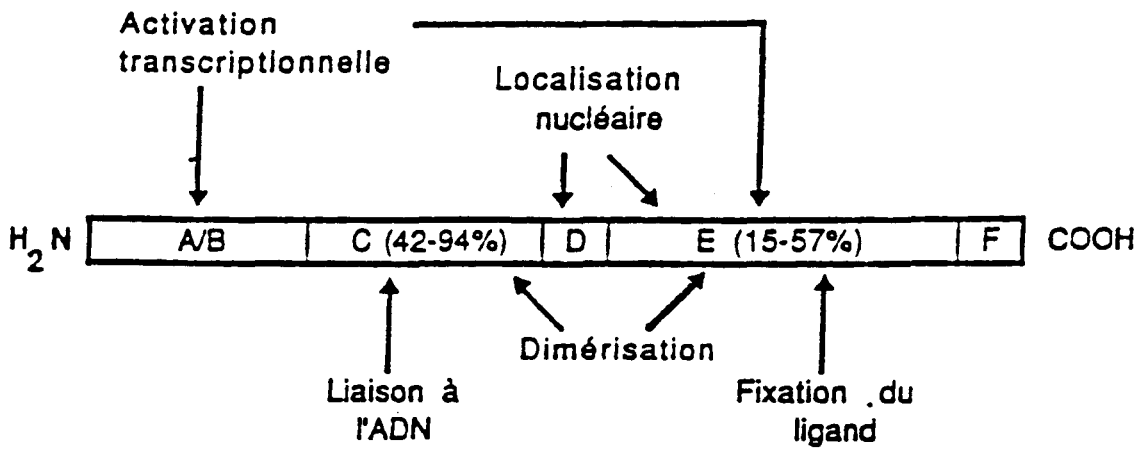 Activation
transcriptionnelle
Localisation
nucléaire
H2N A/B C (42-94%) D E (15-57%) F COOH
Dimérisation
Liaison à
l'ADN
Fixation du
ligand